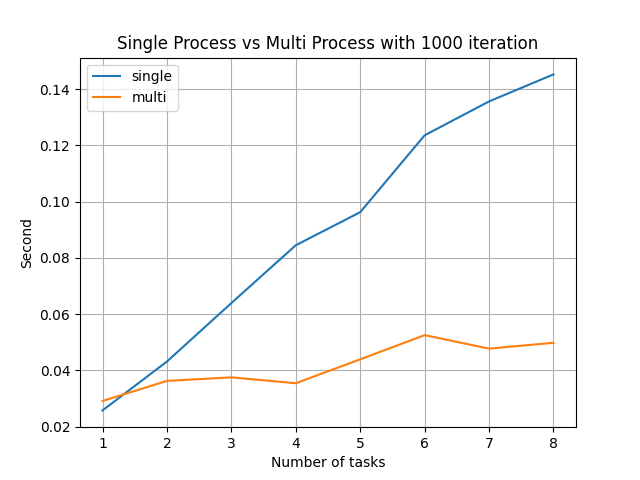 Single Process vs Multi Process with 1000 iteration
single
multi
0.14
0.12
0.10
0.08
0.06
0.04
0.02
Second
1 2 3 4 5 6 7 8
Number of tasks